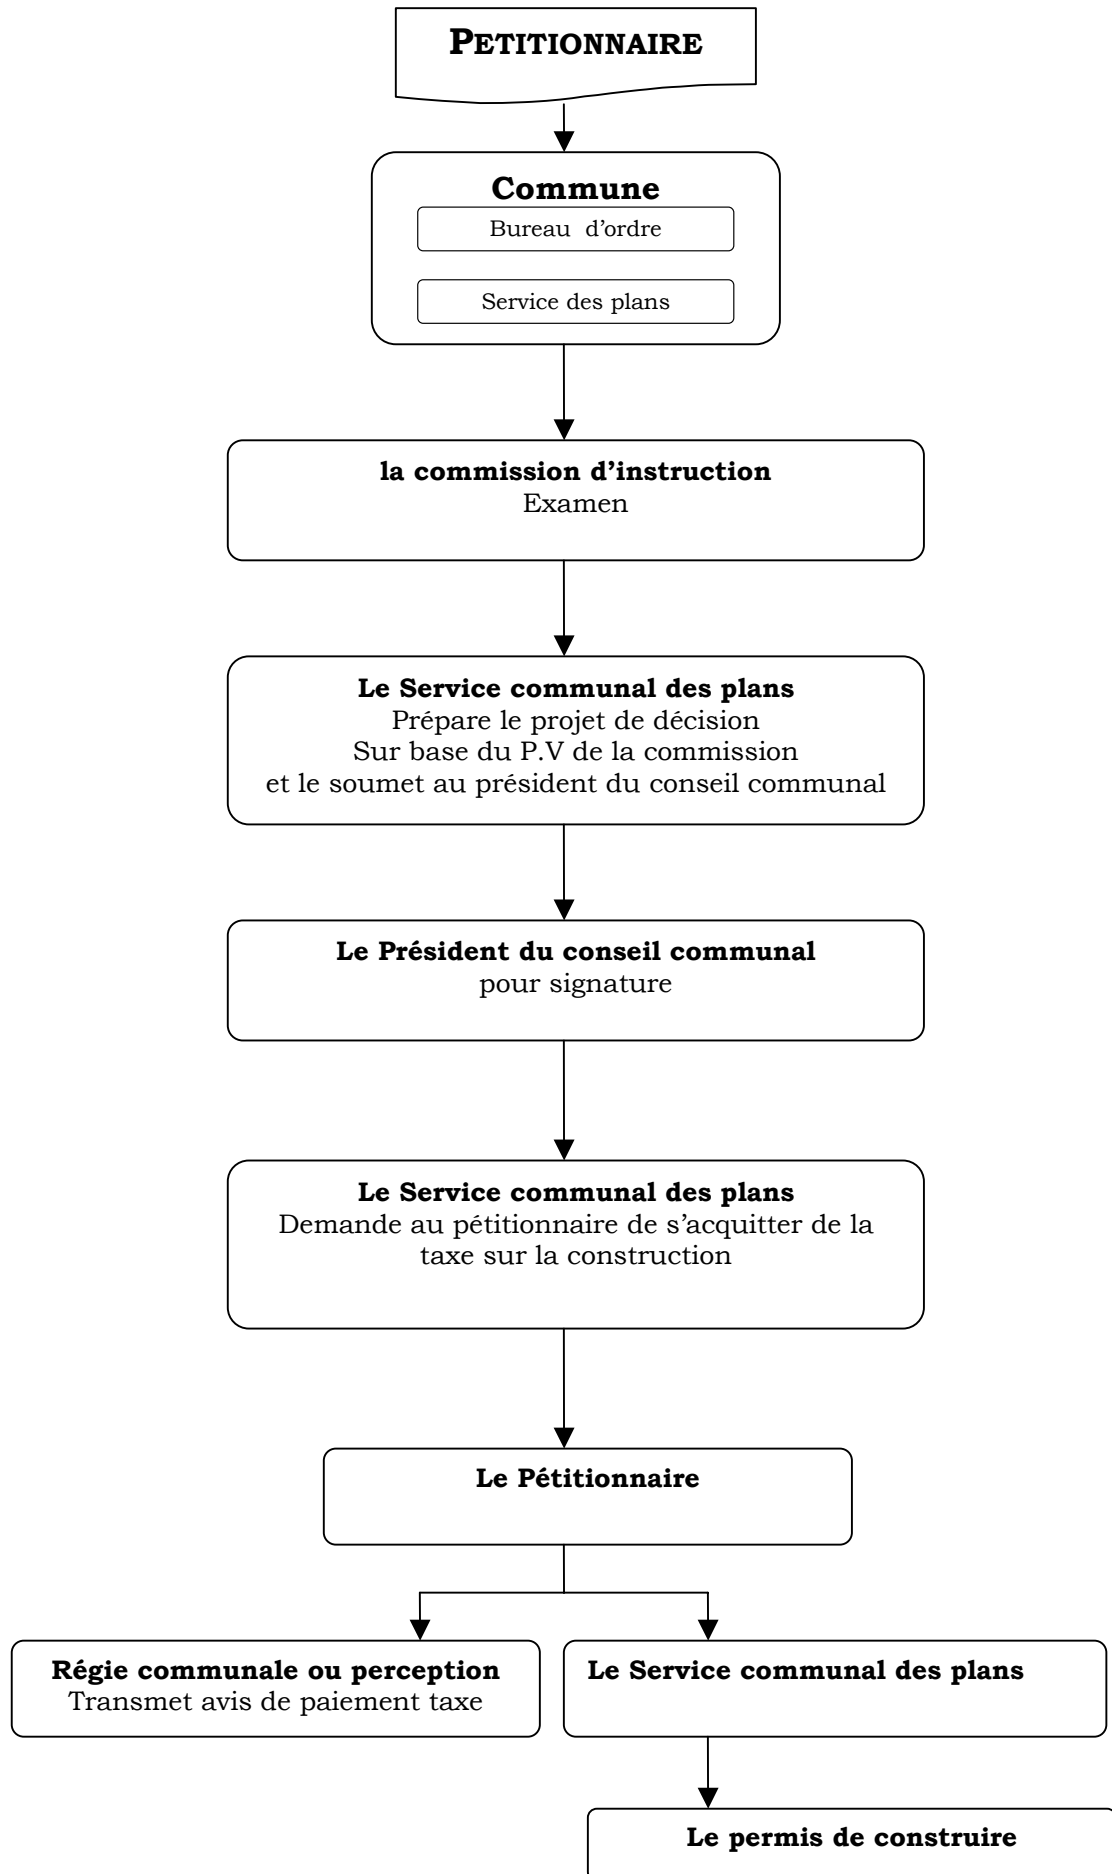 PETITIONNAIRE
Commune
Bureau d’ordre
Service des plans
la commission d’instruction
Examen
Le Service communal des plans
Prépare le projet de décision
Sur base du P.V de la commission
et le soumet au président du conseil communal
Le Président du conseil communal
pour signature
Le Service communal des plans
Demande au pétitionnaire de s’acquitter de la
taxe sur la construction
Le Pétitionnaire
Régie communale ou perception
Transmet avis de paiement taxe
Le Service communal des plans
Le permis de construire